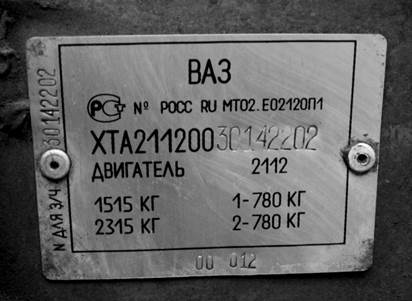 ВАЗ
РСТ № РОСС RU МТ02.Е02120П1
ХТА21120030142202
ДВИГАТЕЛЬ 2112
1515 КГ 1-780 КГ
2315 КГ 2-780 КГ
00 012
N ДЛЯ З/Ч 30142202